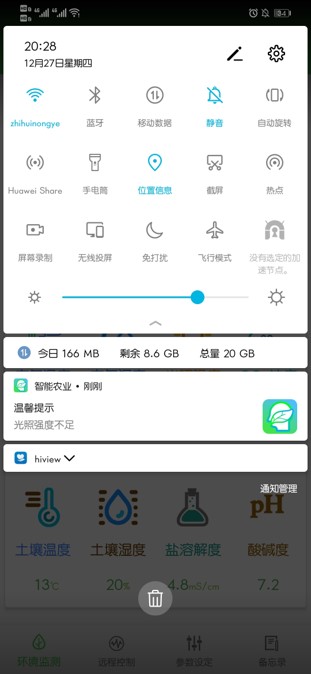 20:28
12月27日星期四
zhihuinongye 蓝牙 移动数据 静音 自动旋转
Huawei Share 手电筒 位置信息 截屏 热点
屏幕录制 无线投屏 免打扰 飞行模式 没有选定的加速节点。
今日 166 MB 剩余 8.6 GB 总量 20 GB
智能农业 • 刚刚
温馨提示
光照强度不足
hiview
通知管理
pH
土壤温度 土壤湿度 盐溶解度 酸碱度
13℃ 20% 4.8mS/cm 7.2
环境监测 远程控制 参数设定 备忘录